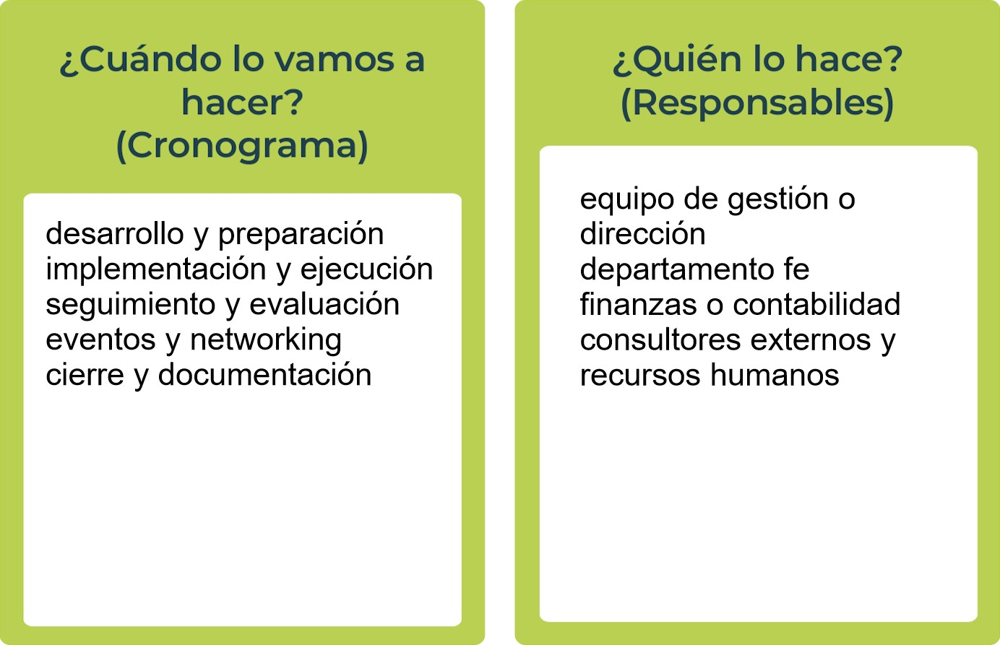 ¿Cuándo lo vamos a
hacer?
(Cronograma)
desarrollo y preparación
implementación y ejecución
seguimiento y evaluación
eventos y networking
cierre y documentación
¿Quién lo hace?
(Responsables)
equipo de gestión o
dirección
departamento fe
finanzas o contabilidad
consultores externos y
recursos humanos